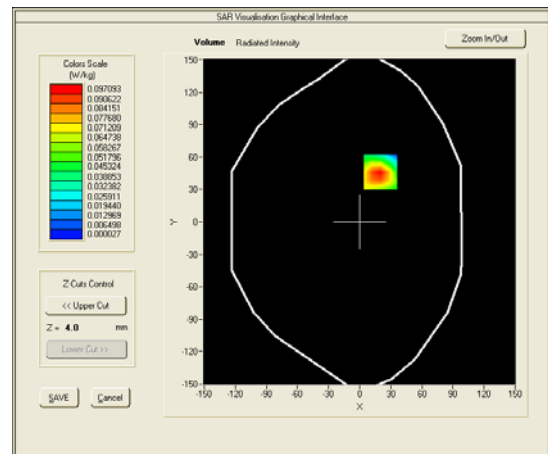 SAR Visualisation Graphical Interface
Volume Radiated Intensity
Zoom In/Out
Colors Scale
(W/kg)
0.097093
0.090622
0.084151
0.077680
0.071209
0.064738
0.058267
0.051796
0.045324
0.038853
0.032382
0.025911
0.019440
0.012969
0.006498
0.000027
Z-Cuts Control
<< Upper Cut
Z = 4.0 mm
Lower Cut >>
SAVE Cancel
150
120
90
60
30
0
-30
-60
-90
-120
-150
Y
-150 -120 -90 -60 -30 0 30 60 90 120 150
X